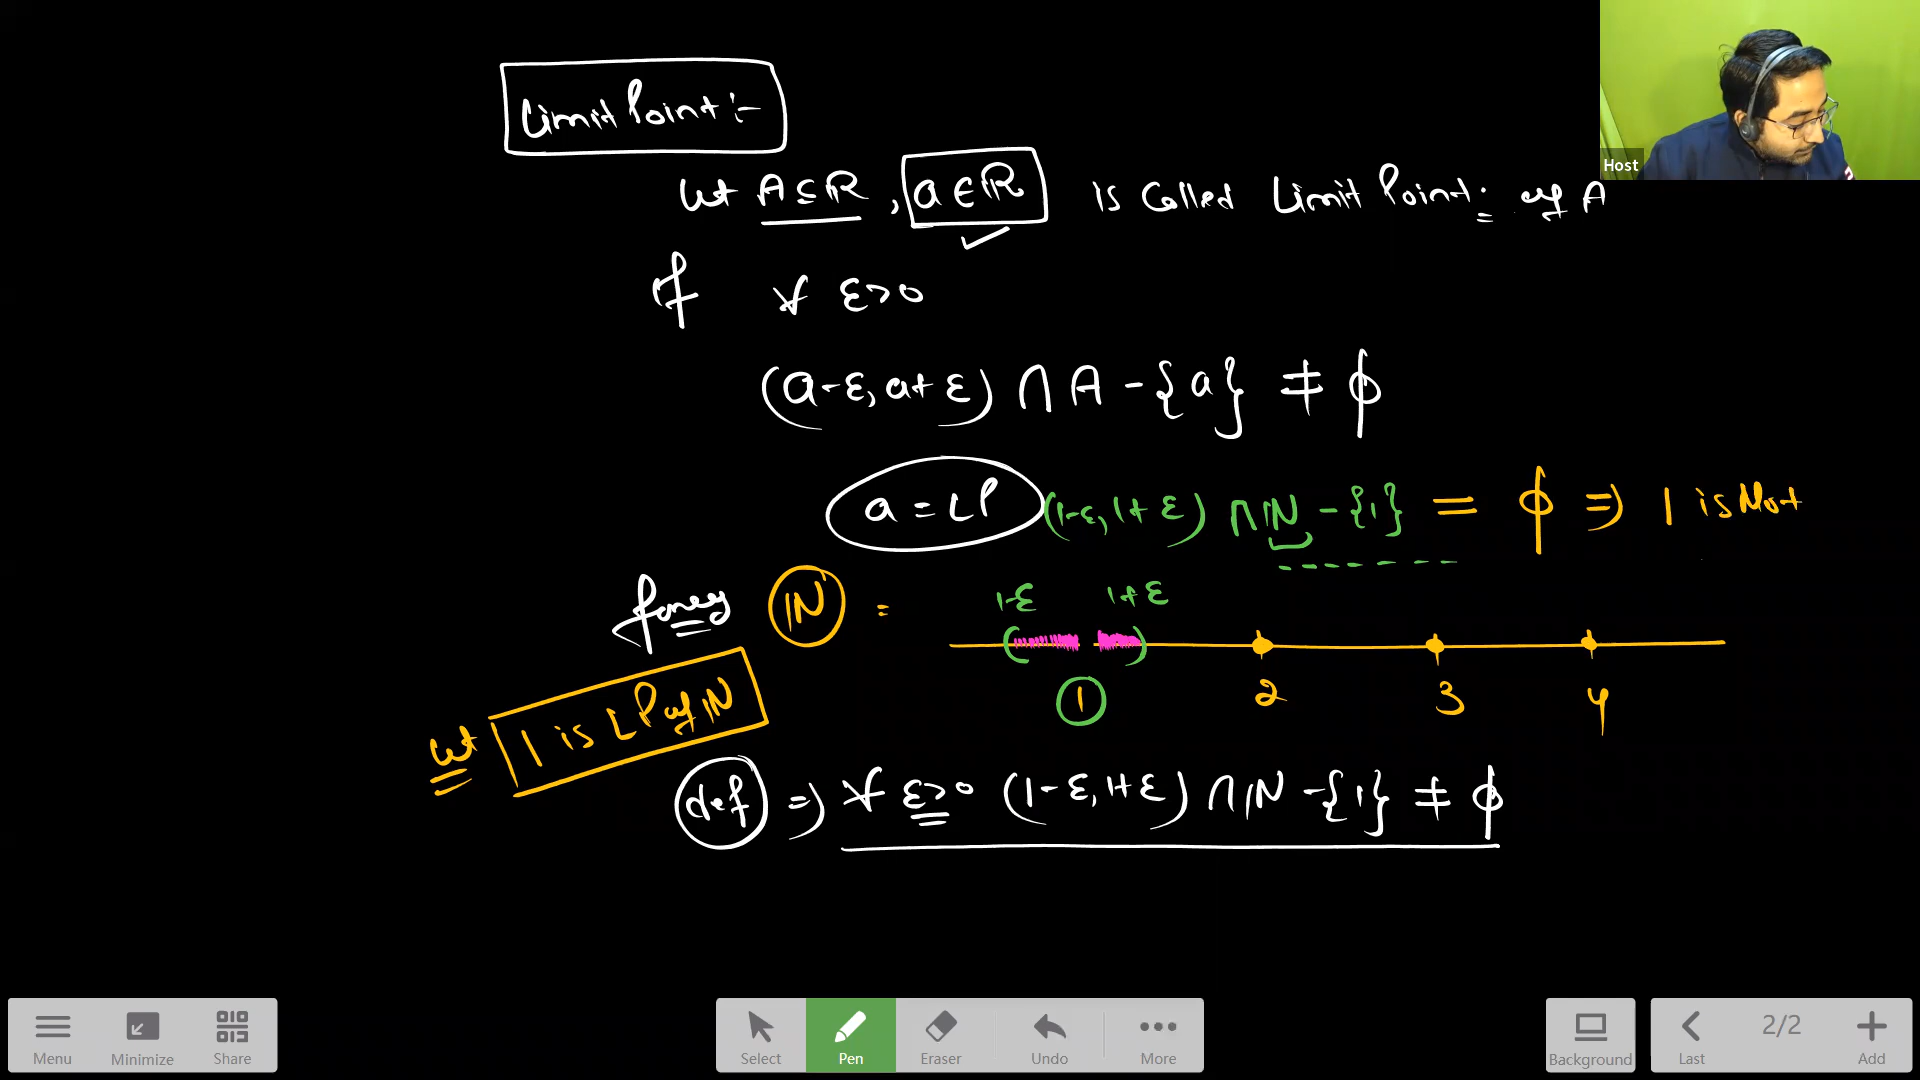 Limit Point :-
Host
let A ⊆ ℝ, a ∈ ℝ is called Limit Point: of A
if ∀ ε>0
(a-ε, a+ε) ∩ A - {a} ≠ ϕ
a = LP (1-ε, 1+ε) ∩ ℕ - {1} = ϕ => 1 is Not
ℕ =
1-ε 1+ε
1 2 3 4
let 1 is LP of ℕ
def => ∀ ε>0 (1-ε, 1+ε) ∩ ℕ - {1} ≠ ϕ
Menu Minimize Share Select Pen Eraser Undo More Background Last 2/2 Add